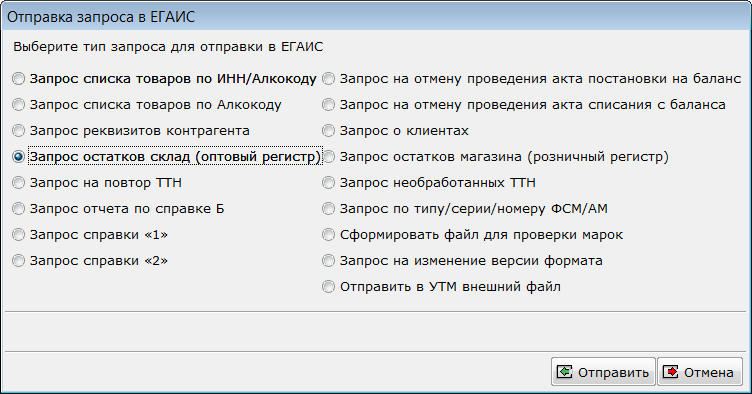 Отправка запроса в ЕГАИС
Выберите тип запроса для отправки в ЕГАИС
Запрос списка товаров по ИНН/Алкокоду
Запрос списка товаров по Алкокоду
Запрос реквизитов контрагента
Запрос остатков склад (оптовый регистр)
Запрос на повтор ТТН
Запрос отчета по справке Б
Запрос справки «1»
Запрос справки «2»
Запрос на отмену проведения акта постановки на баланс
Запрос на отмену проведения акта списания с баланса
Запрос о клиентах
Запрос остатков магазина (розничный регистр)
Запрос необработанных ТТН
Запрос по типу/серии/номеру ФСМ/АМ
Сформировать файл для проверки марок
Запрос на изменение версии формата
Отправить в УТМ внешний файл
Отправить
Отмена